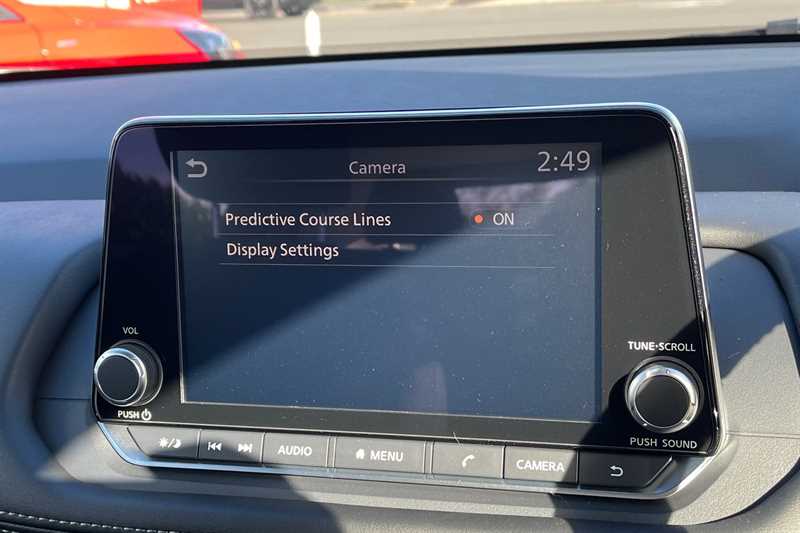 Camera
2:49
Predictive Course Lines
ON
Display Settings
VOL
TUNE•SCROLL
PUSH
PUSH SOUND
AUDIO
MENU
CAMERA